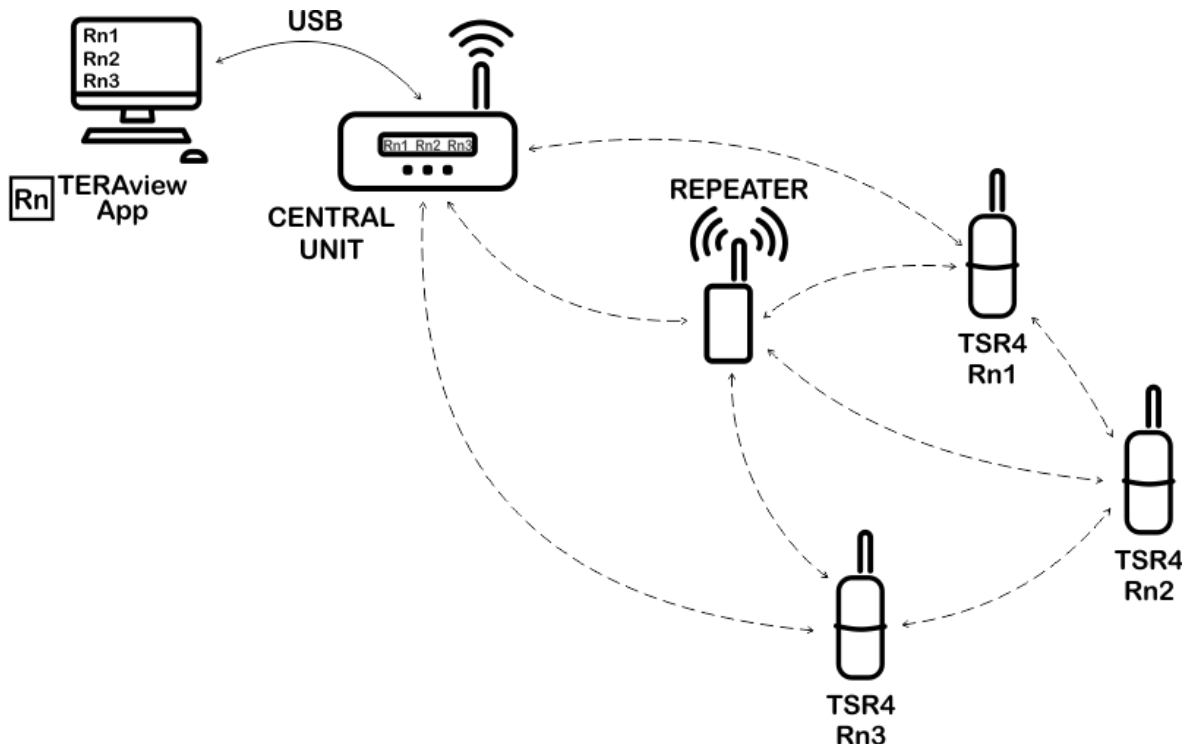 USB
Rn1
Rn2
Rn3
Rn1 Rn2 Rn3
Rn TERAview
App
CENTRAL
UNIT
REPEATER
TSR4
Rn1
TSR4
Rn2
TSR4
Rn3